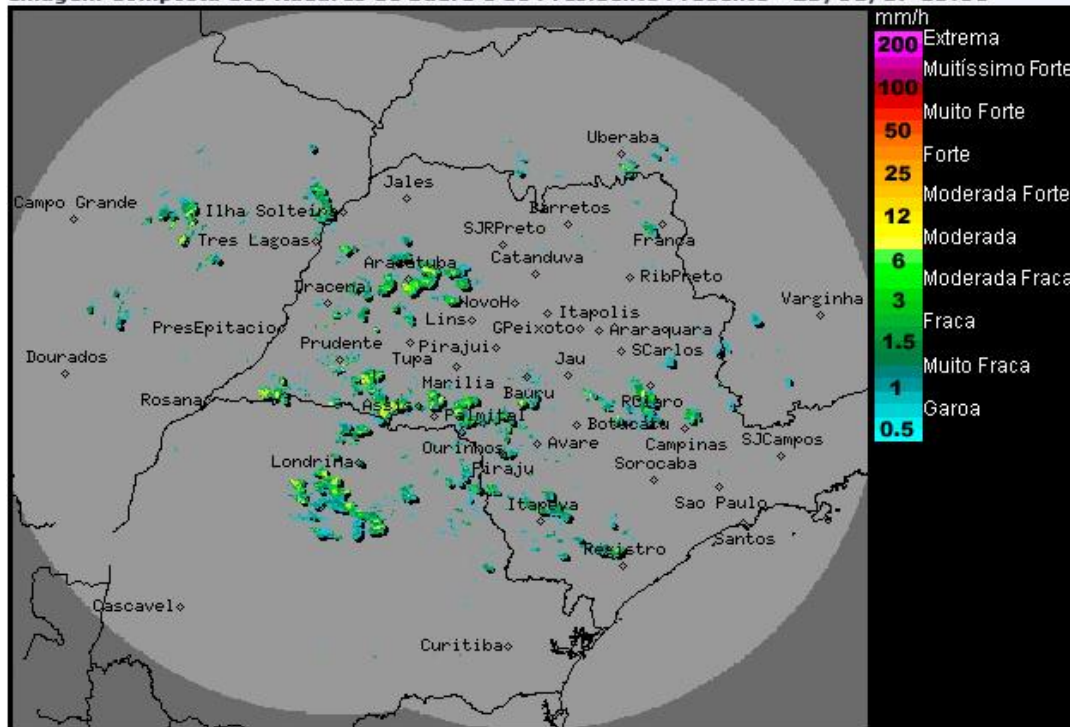 mm/h
200 Extrema
Muitíssimo Forte
100
Muito Forte
50
Forte
25
Moderada Forte
12
Moderada
6
Moderada Fraca
3
Fraca
1.5
Muito Fraca
1
Garoa
0.5
Uberaba
Jales
Campo Grande
Ilha Solteira
Barretos
SJRPreto
Franca
Tres Lagoas
Catanduva
Aracatuba
RibPreto
Dracena
NovoH
Varginha
Itapolis
Lins
PresEpitacio
GPeixoto
Araraquara
Prudente
Pirajui
SCarlos
Dourados
Tupa
Jau
Marilia
Bauru
Rosana
Assis
RClaro
Palmital
Botucatu
Campinas
SJCampos
Ourinhos
Avare
Londrina
Piraju
Sorocaba
Itapeva
Sao Paulo
Santos
Registro
Cascavel
Curitiba